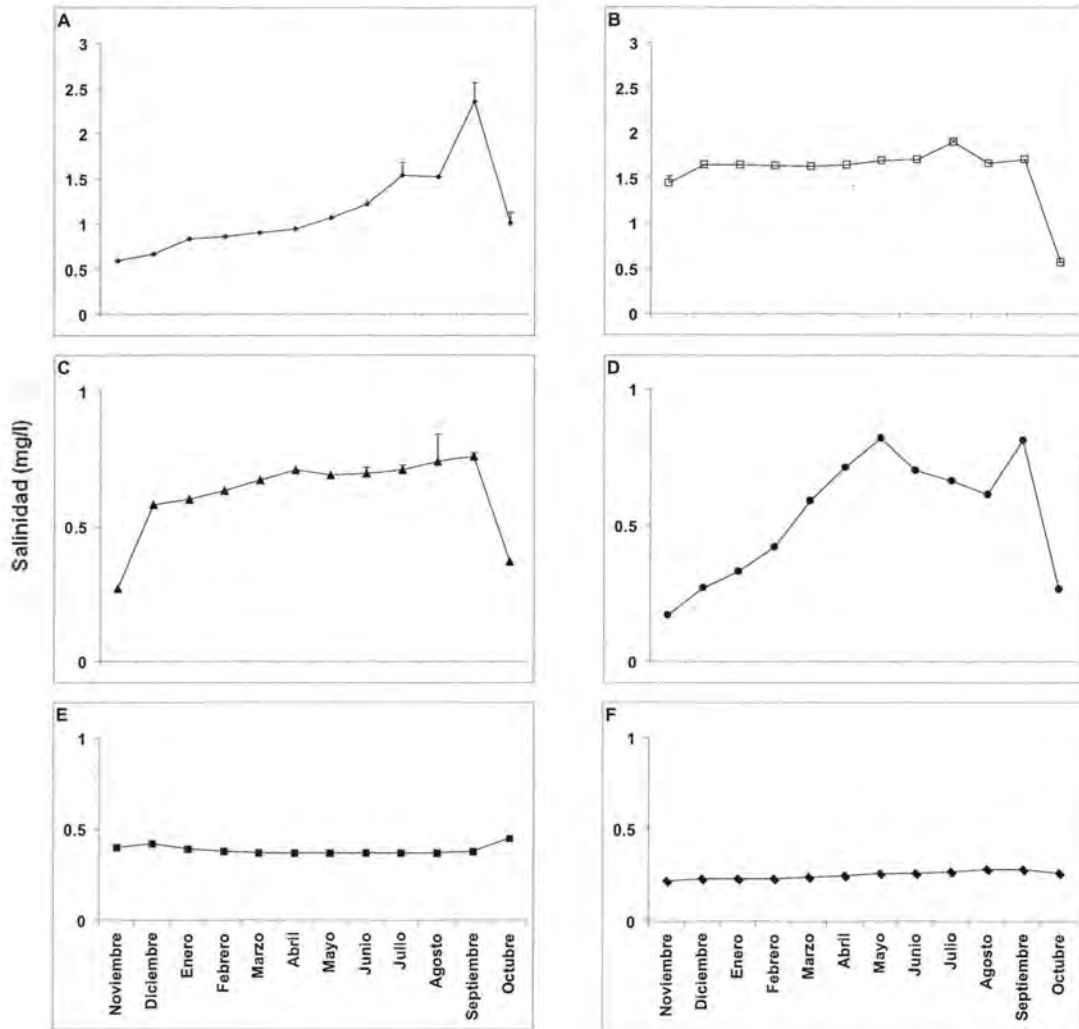 A
3
2.5
2
1.5
1
0.5
0
B
3
2.5
2
1.5
1
0.5
0
Salinidad (mg/l)
C
1
0.5
0
D
1
0.5
0
E
1
0.5
0
Noviembre
Diciembre
Enero
Febrero
Marzo
Abril
Mayo
Junio
Julio
Agosto
Septiembre
Octubre
F
1
0.5
0
Noviembre
Diciembre
Enero
Febrero
Marzo
Abril
Mayo
Junio
Julio
Agosto
Septiembre
Octubre